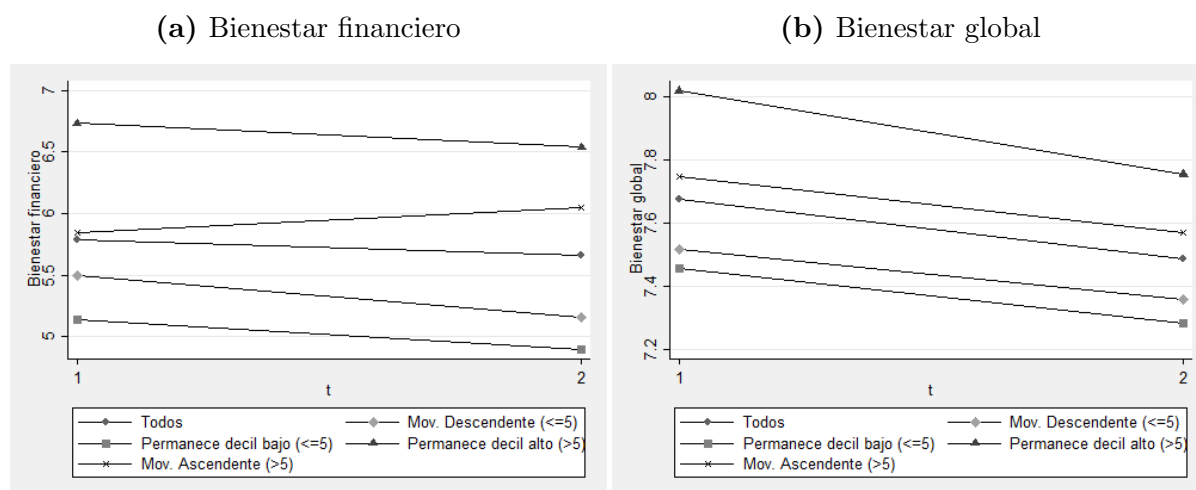 (a) Bienestar financiero
(b) Bienestar global
Bienestar financiero
7
6.5
6
5.5
5
1
2
t
Todos
Mov. Descendente (<=5)
Permanece decil bajo (<=5)
Permanece decil alto (>5)
Mov. Ascendente (>5)
Bienestar global
8
7.8
7.6
7.4
7.2
1
2
t
Todos
Mov. Descendente (<=5)
Permanece decil bajo (<=5)
Permanece decil alto (>5)
Mov. Ascendente (>5)